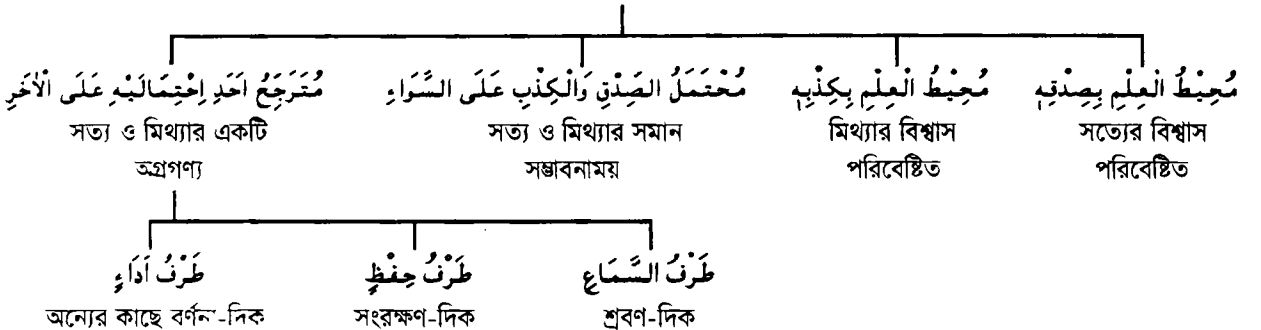 مُحِيْطُ الْعِلْمِ بِصِدْقِهٖ مُحِيْطُ الْعِلْمِ بِكِذْبِهٖ مُحْتَمَلُ الصِّدْقِ وَالْكِذْبِ عَلَى السَّوَاءِ مُتَرَجِّحُ اَحَدِ اِحْتِمَالَيْهِ عَلَى الْاٰخَرِ
সত্য ও মিথ্যার একটি সত্য ও মিথ্যার সমান মিথ্যার বিশ্বাস সত্যের বিশ্বাস
অগ্রগণ্য সম্ভাবনাময় পরিবেষ্টিত পরিবেষ্টিত
طَرْفُ السَّمَاعِ طَرْفُ حِفْظٍ طَرْفُ اَدَاءٍ
অন্যের কাছে বর্ণন-দিক সংরক্ষণ-দিক শ্রবণ-দিক